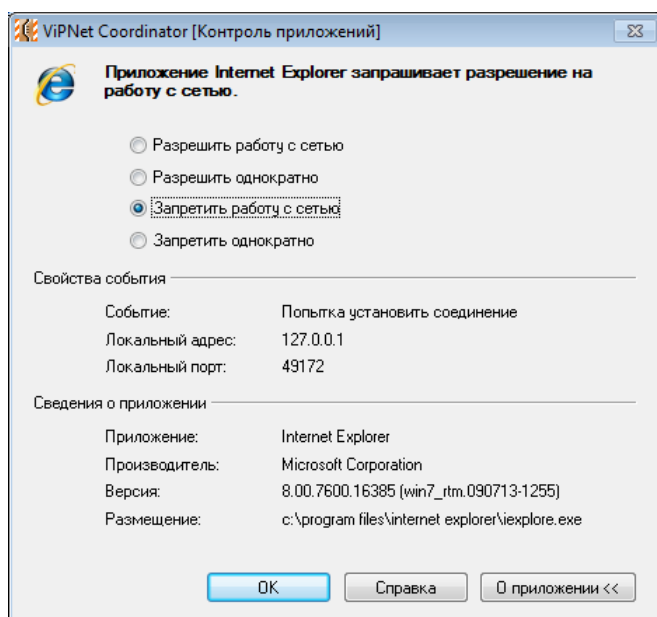 ViPNet Coordinator [Контроль приложений]
Приложение Internet Explorer запрашивает разрешение на
работу с сетью.
Разрешить работу с сетью
Разрешить однократно
Запретить работу с сетью
Запретить однократно
Свойства события
Событие: Попытка установить соединение
Локальный адрес: 127.0.0.1
Локальный порт: 49172
Сведения о приложении
Приложение: Internet Explorer
Производитель: Microsoft Corporation
Версия: 8.00.7600.16385 (win7_rtm.090713-1255)
Размещение: c:\program files\internet explorer\iexplore.exe
OK Справка О приложении <<